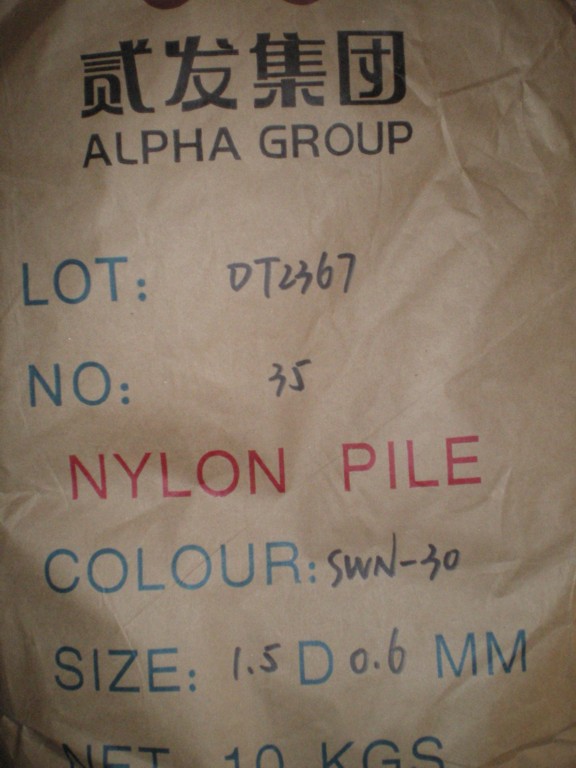 贰发集团
ALPHA GROUP
LOT: DT2367
NO: 35
NYLON PILE
COLOUR: SWN-30
SIZE: 1.5 D 0.6 MM
NET 10 KGS